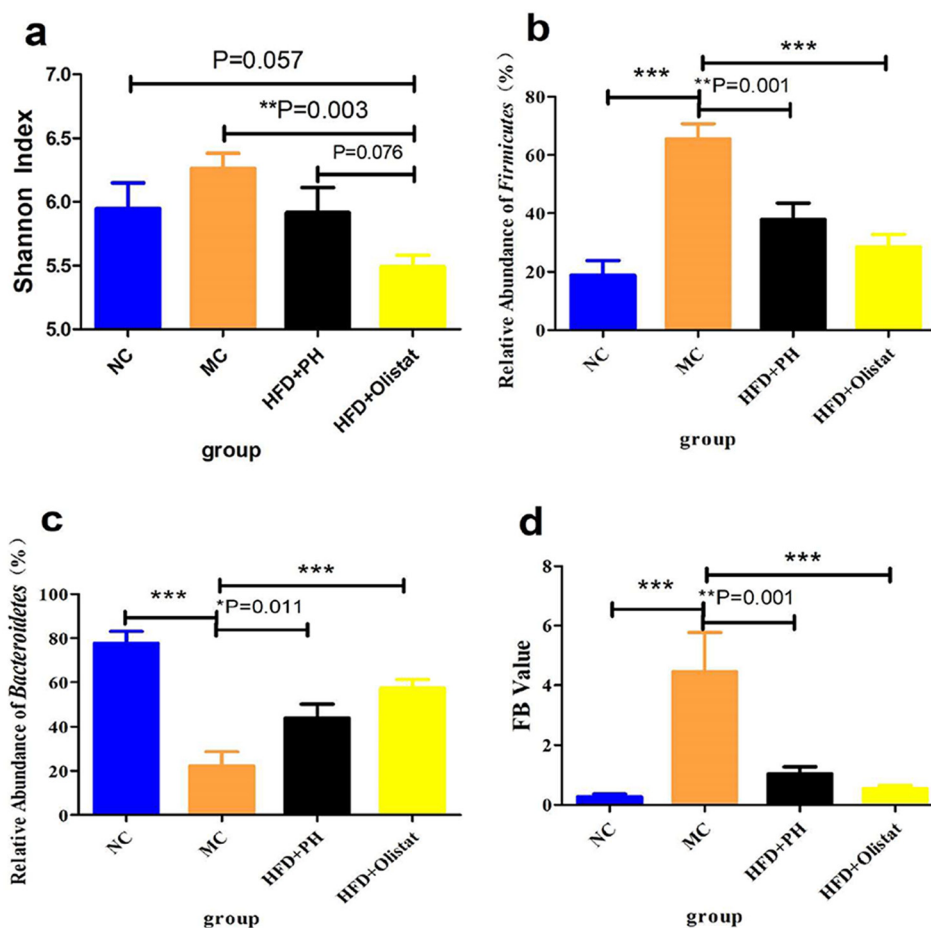 a
P=0.057
**P=0.003
P=0.076
Shannon Index
7.0
6.5
6.0
5.5
5.0
NC
MC
HFD+PH
HFD+Olistat
group
b
***
***
**P=0.001
Relative Abundance of Firmicutes (%)
80
60
40
20
0
NC
MC
HFD+PH
HFD+Olistat
group
c
***
***
*P=0.011
Relative Abundance of Bacteroidetes (%)
100
80
60
40
20
0
NC
MC
HFD+PH
HFD+Olistat
group
d
***
***
**P=0.001
FB Value
8
6
4
2
0
NC
MC
HFD+PH
HFD+Olistat
group